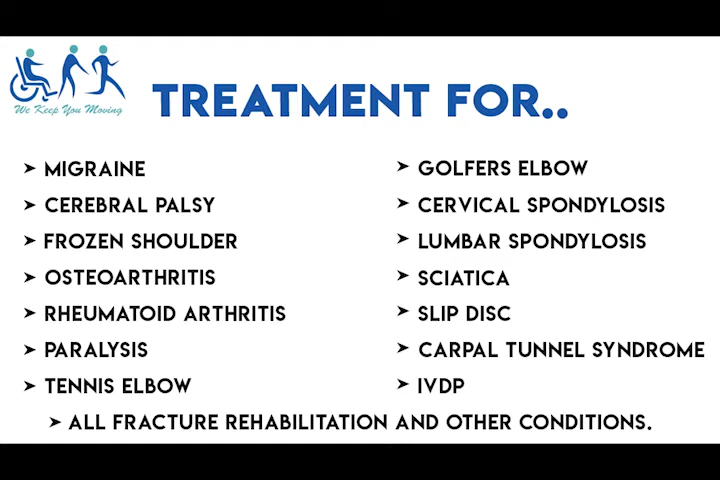 We Keep You Moving
TREATMENT FOR..
➤ MIGRAINE
➤ CEREBRAL PALSY
➤ FROZEN SHOULDER
➤ OSTEOARTHRITIS
➤ RHEUMATOID ARTHRITIS
➤ PARALYSIS
➤ TENNIS ELBOW
➤ GOLFERS ELBOW
➤ CERVICAL SPONDYLOSIS
➤ LUMBAR SPONDYLOSIS
➤ SCIATICA
➤ SLIP DISC
➤ CARPAL TUNNEL SYNDROME
➤ IVDP
➤ ALL FRACTURE REHABILITATION AND OTHER CONDITIONS.